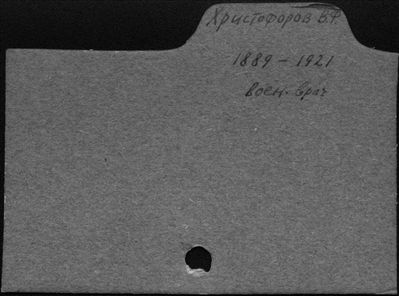 Христофоров В.Ф.
1889 - 1921
воен. врач